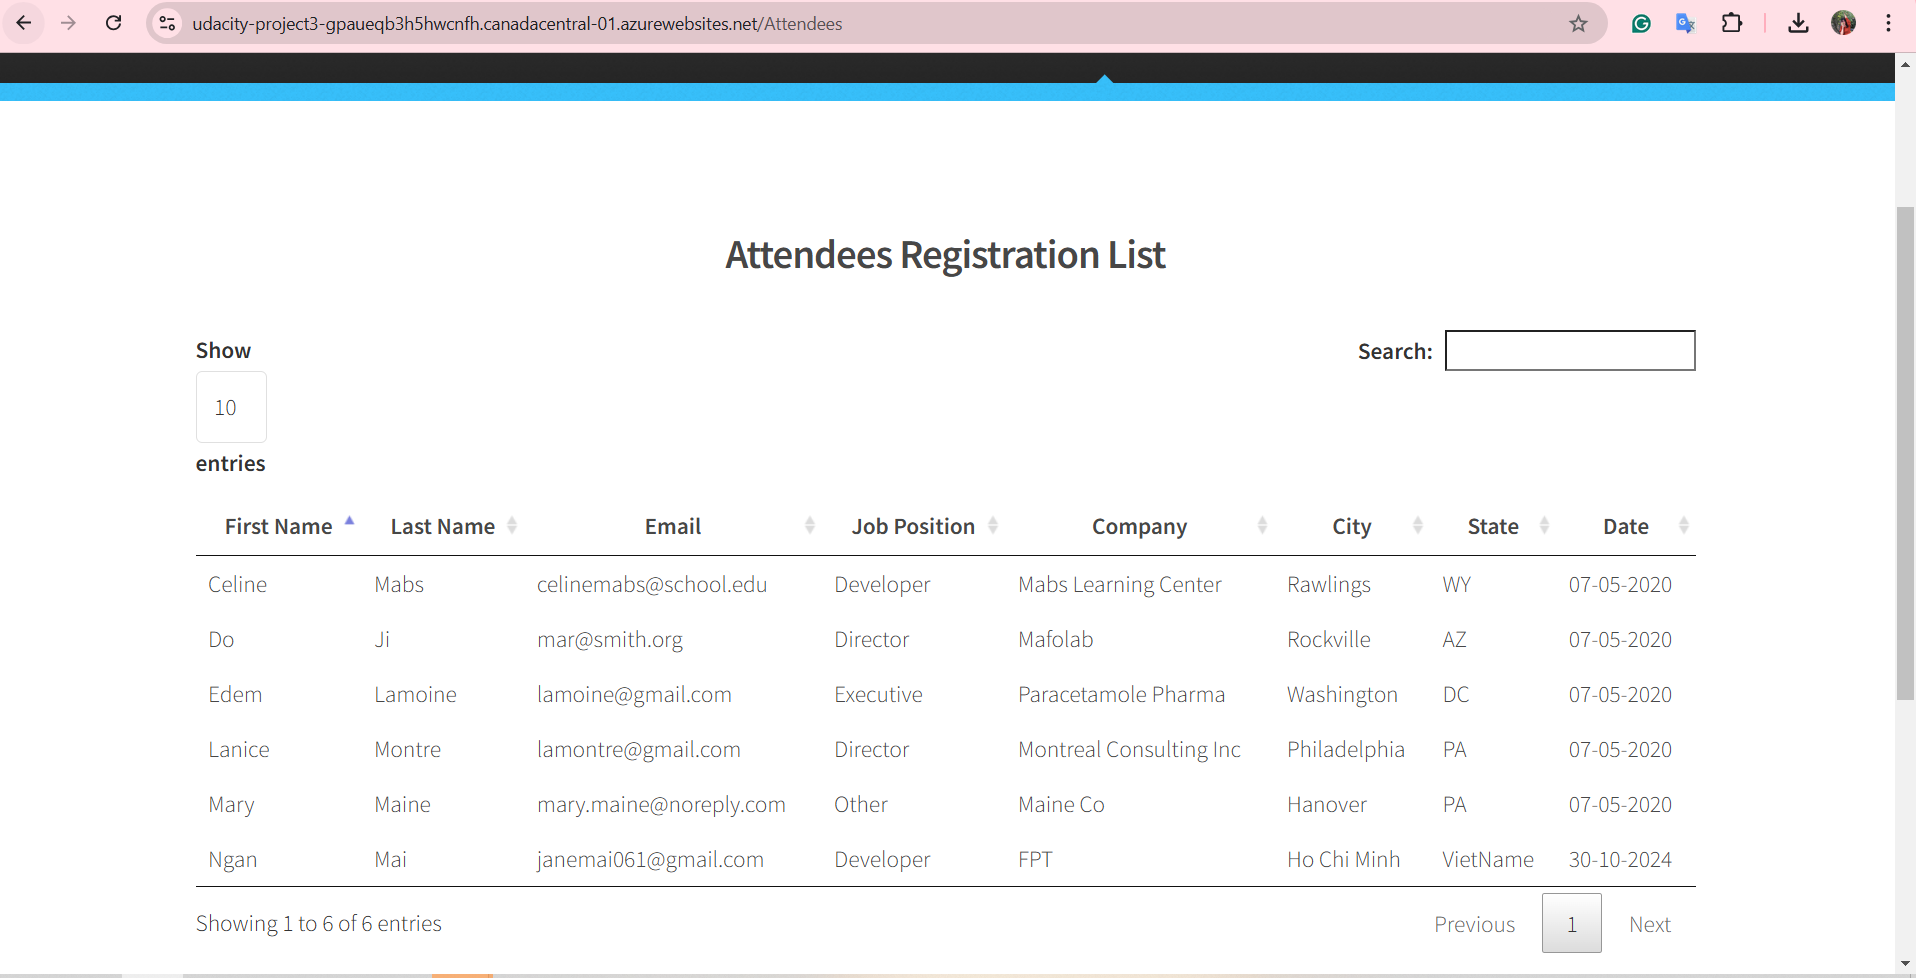 udacity-project3-gpaueqb3h5hwcnfh.canadacentral-01.azurewebsites.net/Attendees
Attendees Registration List
Show
10
entries
Search:
First Name Last Name Email Job Position Company City State Date
Celine Mabs celinemabs@school.edu Developer Mabs Learning Center Rawlings WY 07-05-2020
Do Ji mar@smith.org Director Mafolab Rockville AZ 07-05-2020
Edem Lamoine lamoine@gmail.com Executive Paracetamole Pharma Washington DC 07-05-2020
Lanice Montre lamontre@gmail.com Director Montreal Consulting Inc Philadelphia PA 07-05-2020
Mary Maine mary.maine@noreply.com Other Maine Co Hanover PA 07-05-2020
Ngan Mai janemai061@gmail.com Developer FPT Ho Chi Minh VietName 30-10-2024
Showing 1 to 6 of 6 entries
Previous 1 Next